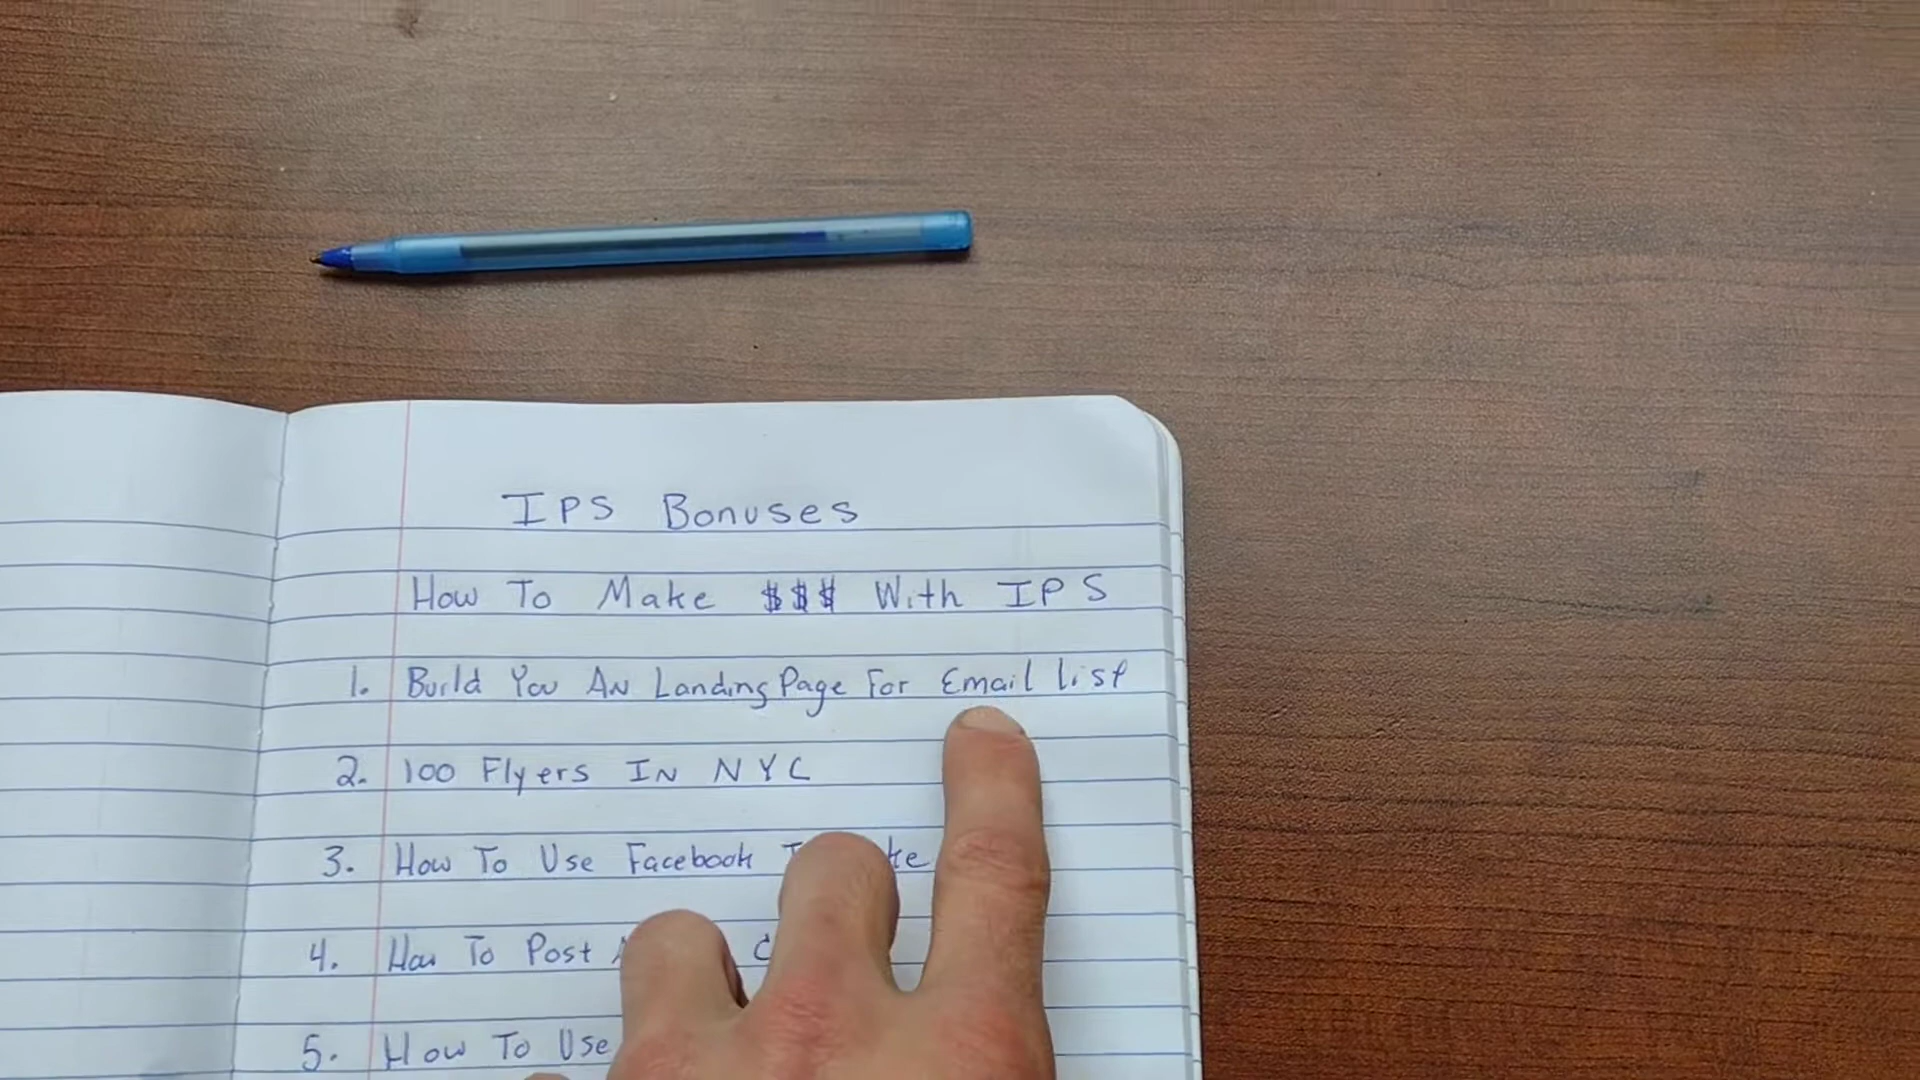 IPS Bonuses
How To Make $$$ With IPS
1. Build You An Landing Page For Email list
2. 100 Flyers IN NYC
3. How To Use Facebook
4. How To Post
5. How To Use